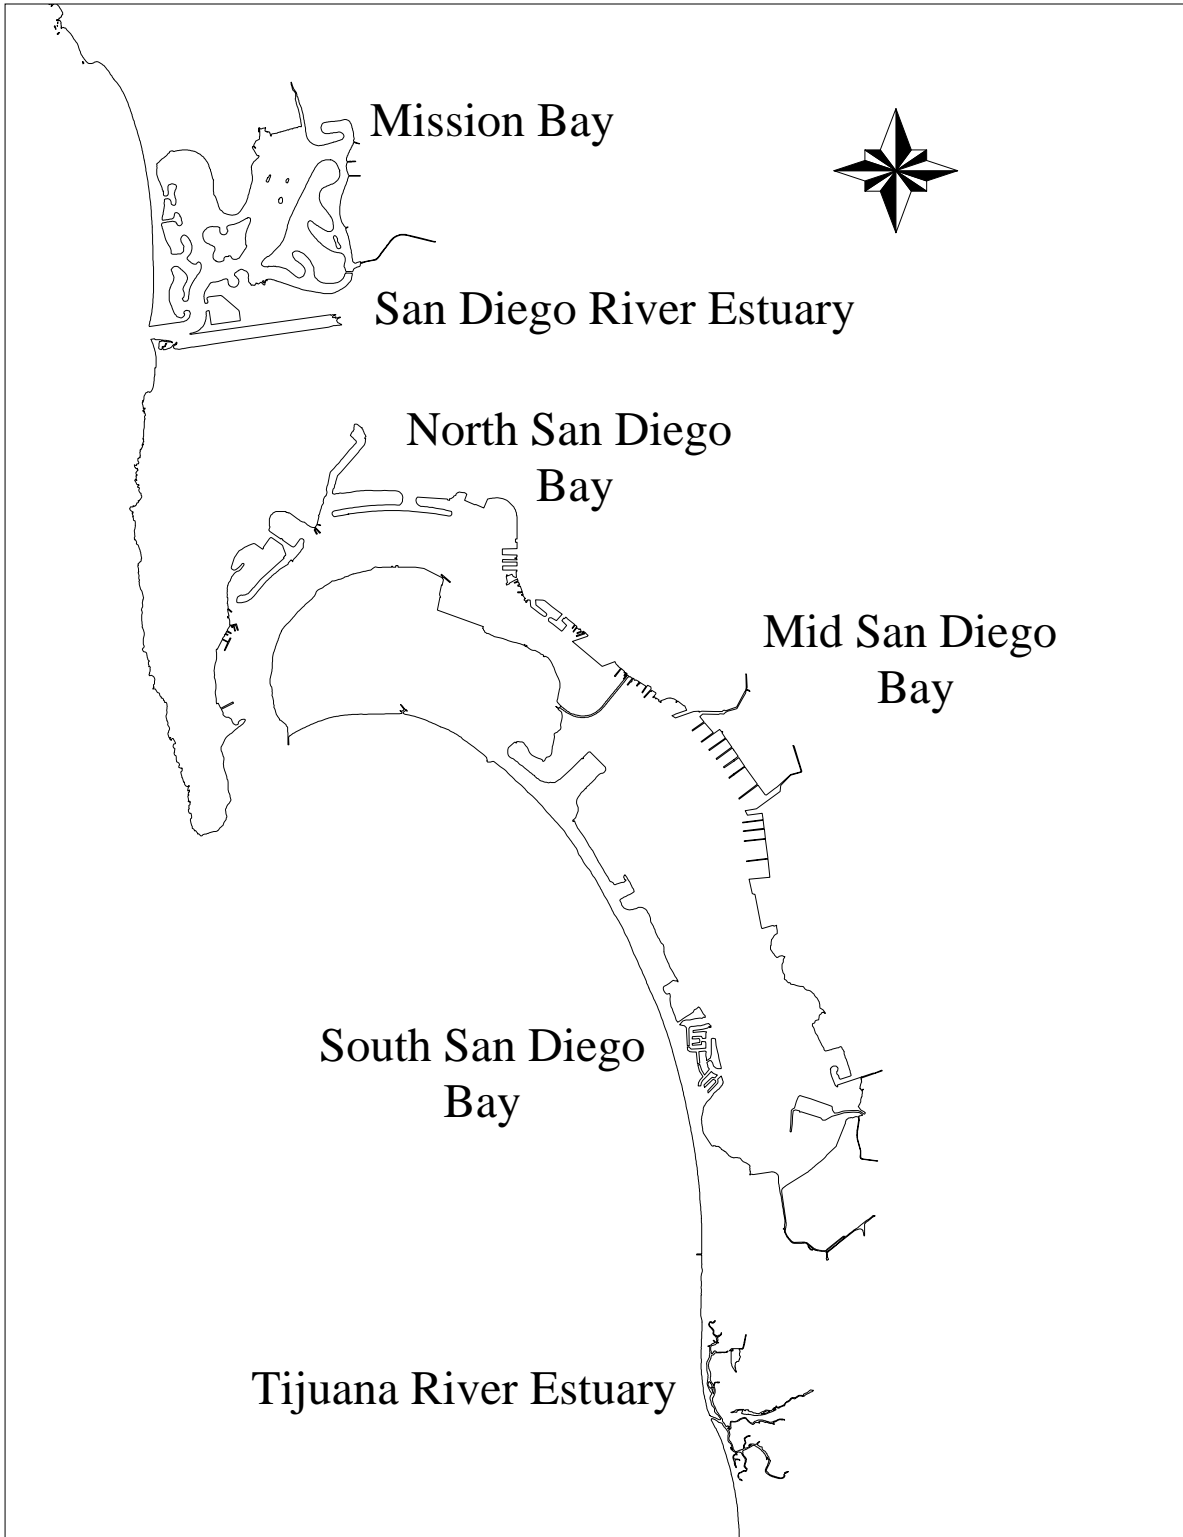 Mission Bay
San Diego River Estuary
North San Diego
Bay
Mid San Diego
Bay
South San Diego
Bay
Tijuana River Estuary